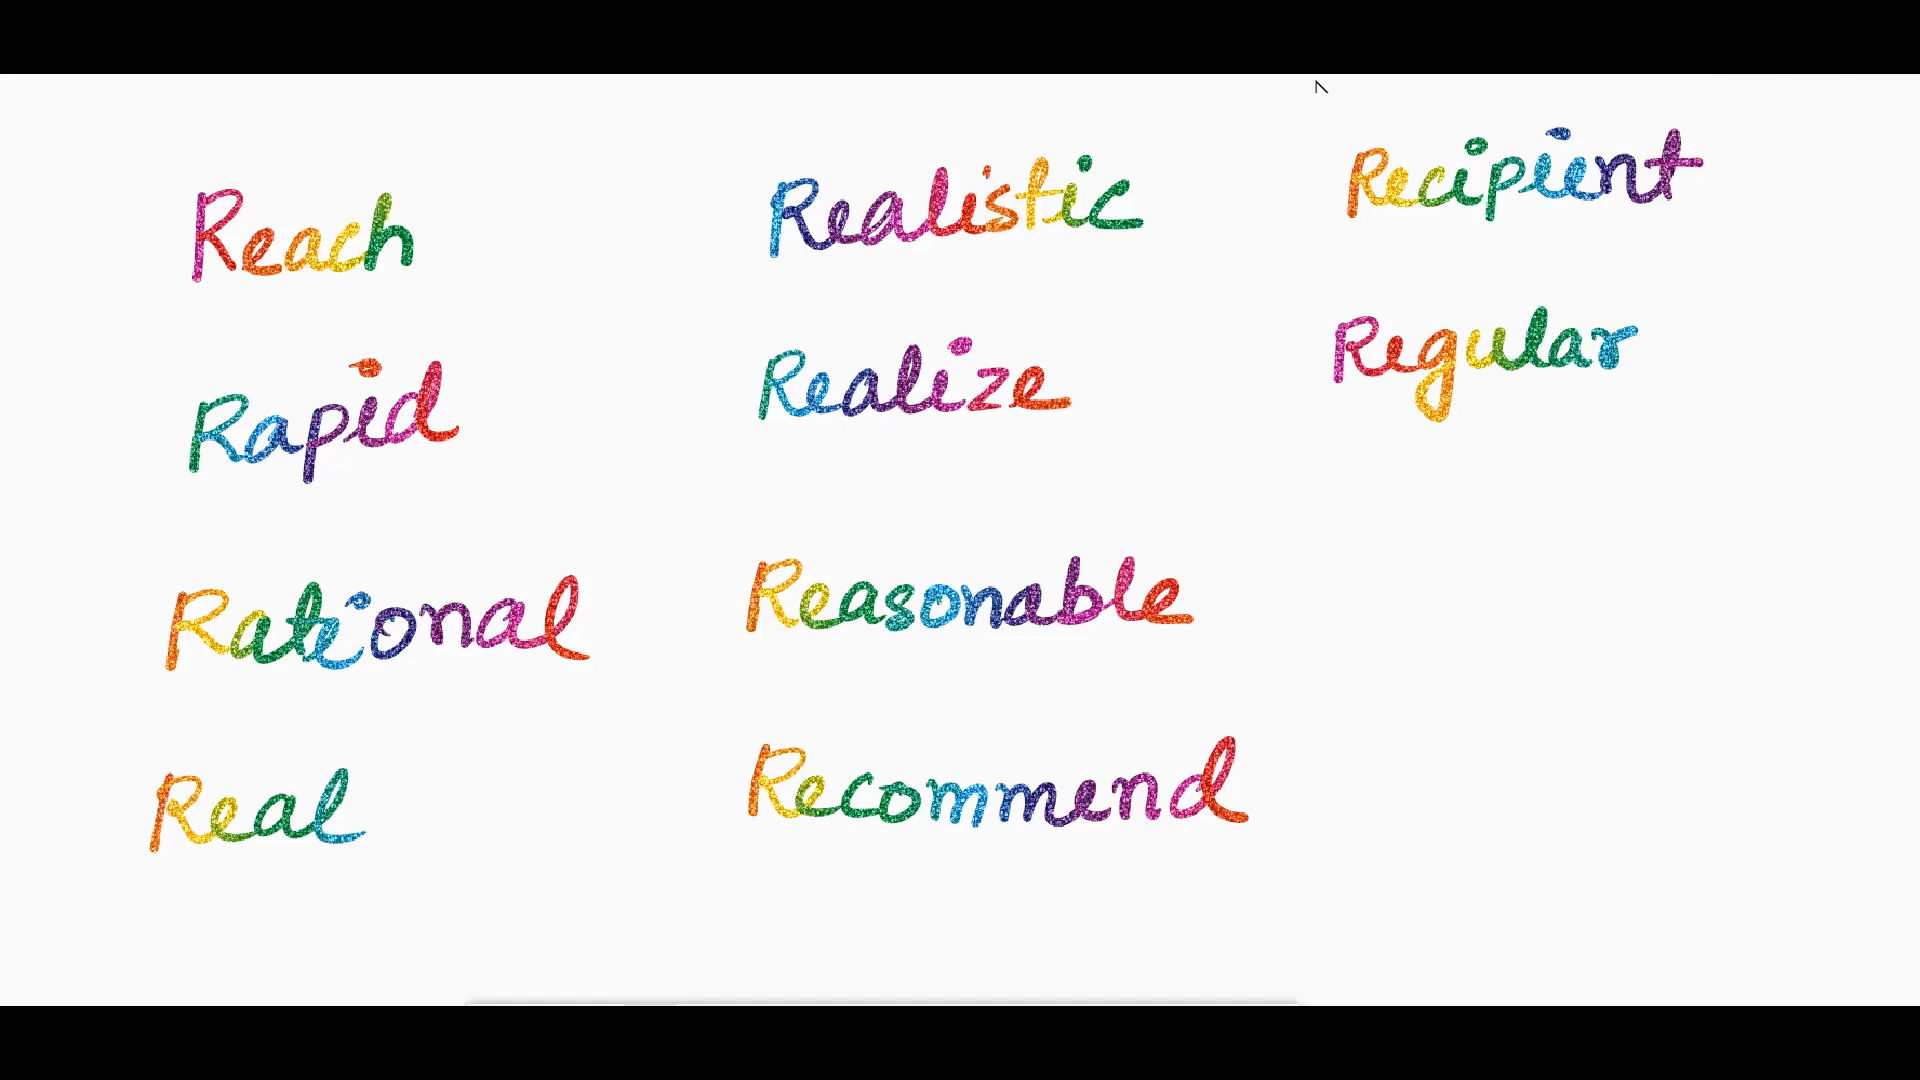 Reach
Rapid
Rational
Real
Realistic
Realize
Reasonable
Recommend
Recipient
Regular